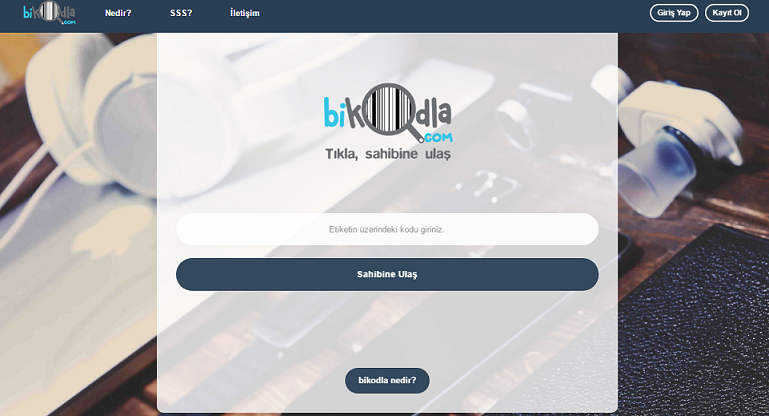 bikodla
.com
Nedir?
SSS?
İletişim
Giriş Yap
Kayıt Ol
bikodla
.com
Tıkla, sahibine ulaş
Etiketin üzerindeki kodu giriniz.
Sahibine Ulaş
bikodla nedir?